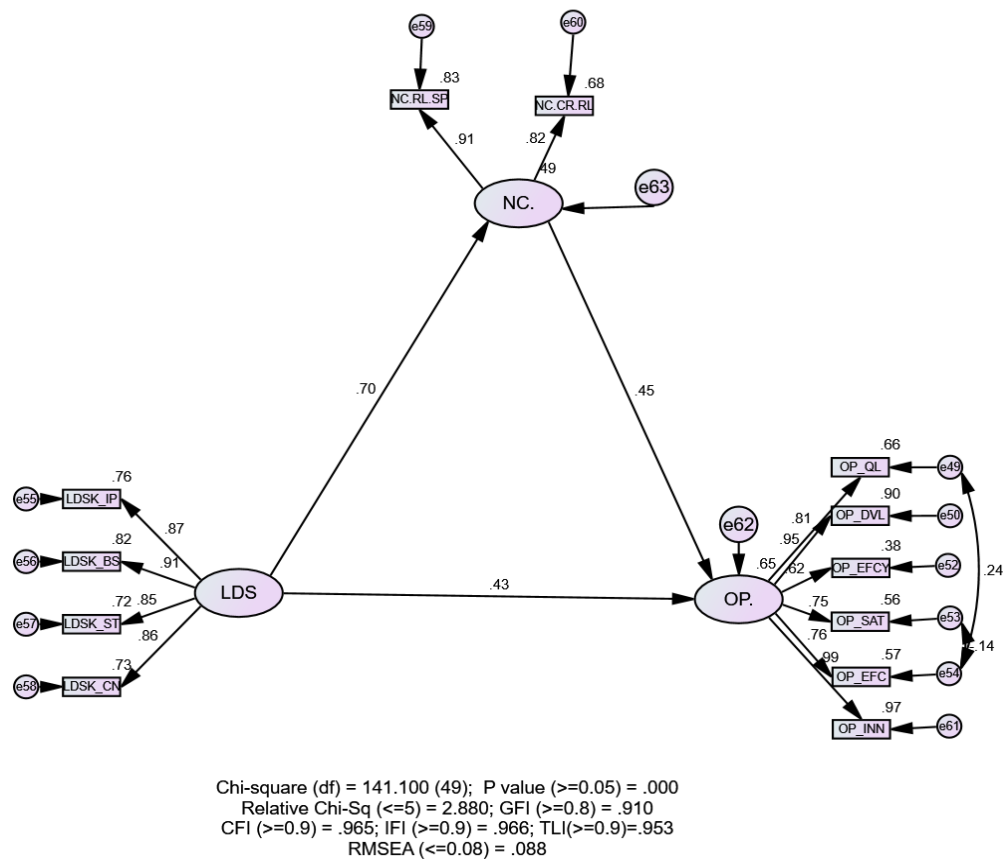 e59
e60
.83
NC.RL.SP
.68
NC.CR.RL
.91
.82
.49
NC.
e63
.70
.45
.76
e55
LDSK_IP
.87
.82
e56
LDSK_BS
.91
.72
.85
e57
LDSK_ST
.86
.73
e58
LDSK_CN
LDS
.43
e62
.65
OP.
.66
OP_QL
e49
.81
.90
OP_DVL
e50
.95
.38
OP_EFCY
e52
.62
.24
.56
OP_SAT
e53
.75
.76
.14
.57
OP_EFC
e54
.99
.97
OP_INN
e61
Chi-square (df) = 141.100 (49); P value (>=0.05) = .000
Relative Chi-Sq (<=5) = 2.880; GFI (>=0.8) = .910
CFI (>=0.9) = .965; IFI (>=0.9) = .966; TLI(>=0.9)=.953
RMSEA (<=0.08) = .088